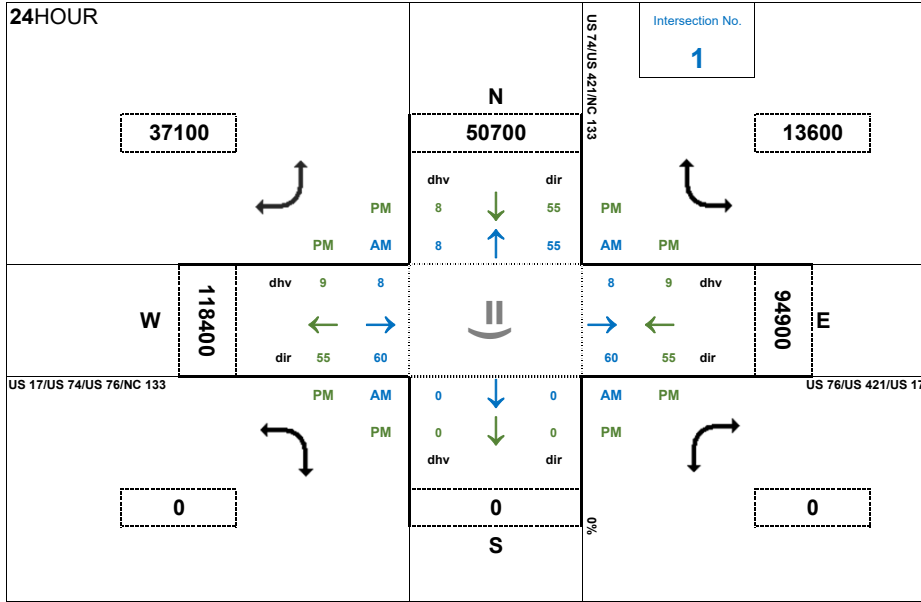 24HOUR
Intersection No.
1
US 74/US 421/NC 133
N
37100
50700
13600
dhv dir
PM 8 55 PM
PM AM 8 55 AM PM
dhv 9 8 8 9 dhv
W 118400 94900 E
dir 55 60 60 55 dir
US 17/US 74/US 76/NC 133 US 76/US 421/US 17
PM AM 0 0 AM PM
PM 0 0 PM
dhv dir
0 0 0
0%
S